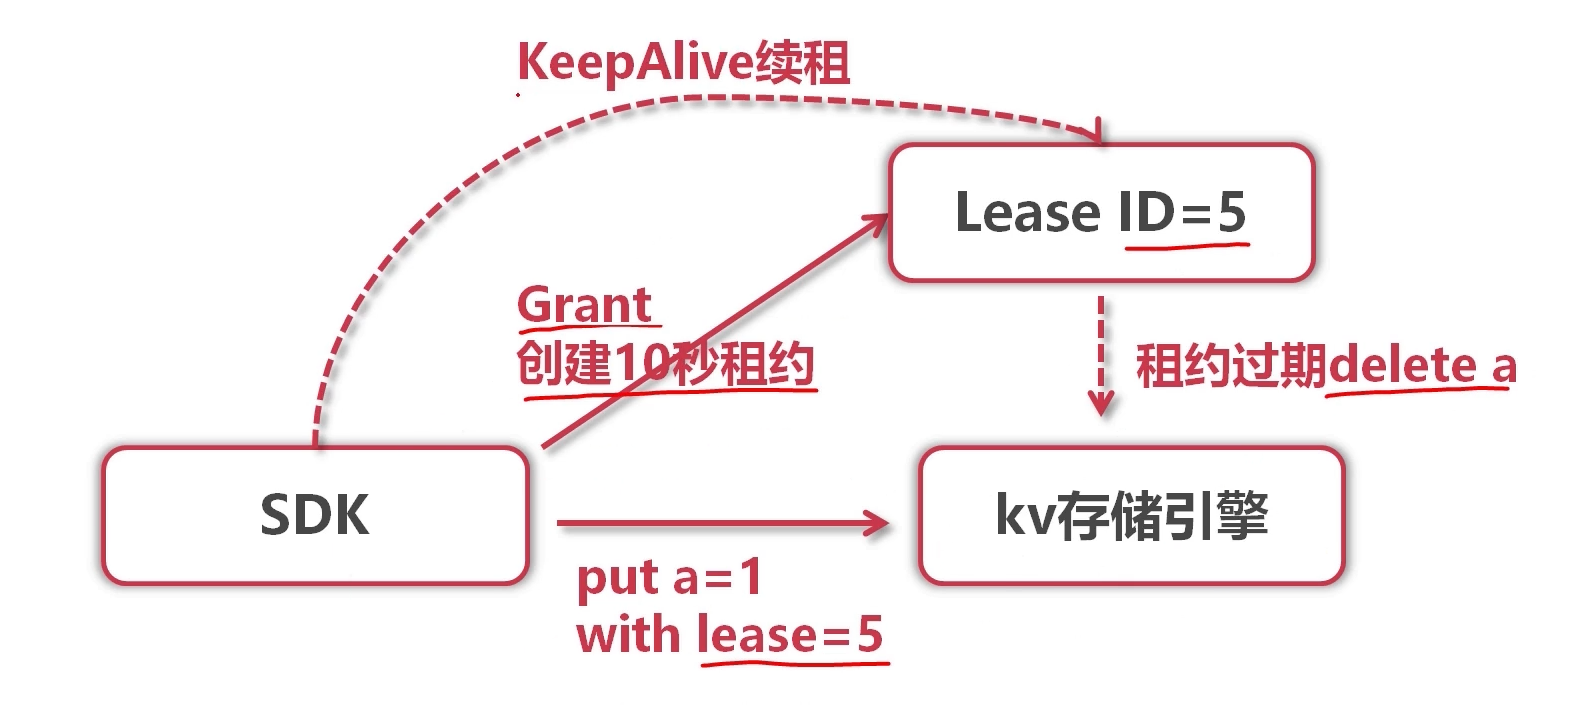 KeepAlive续租
Lease ID=5
Grant
创建10秒租约
租约过期delete a
SDK
kv存储引擎
put a=1
with lease=5